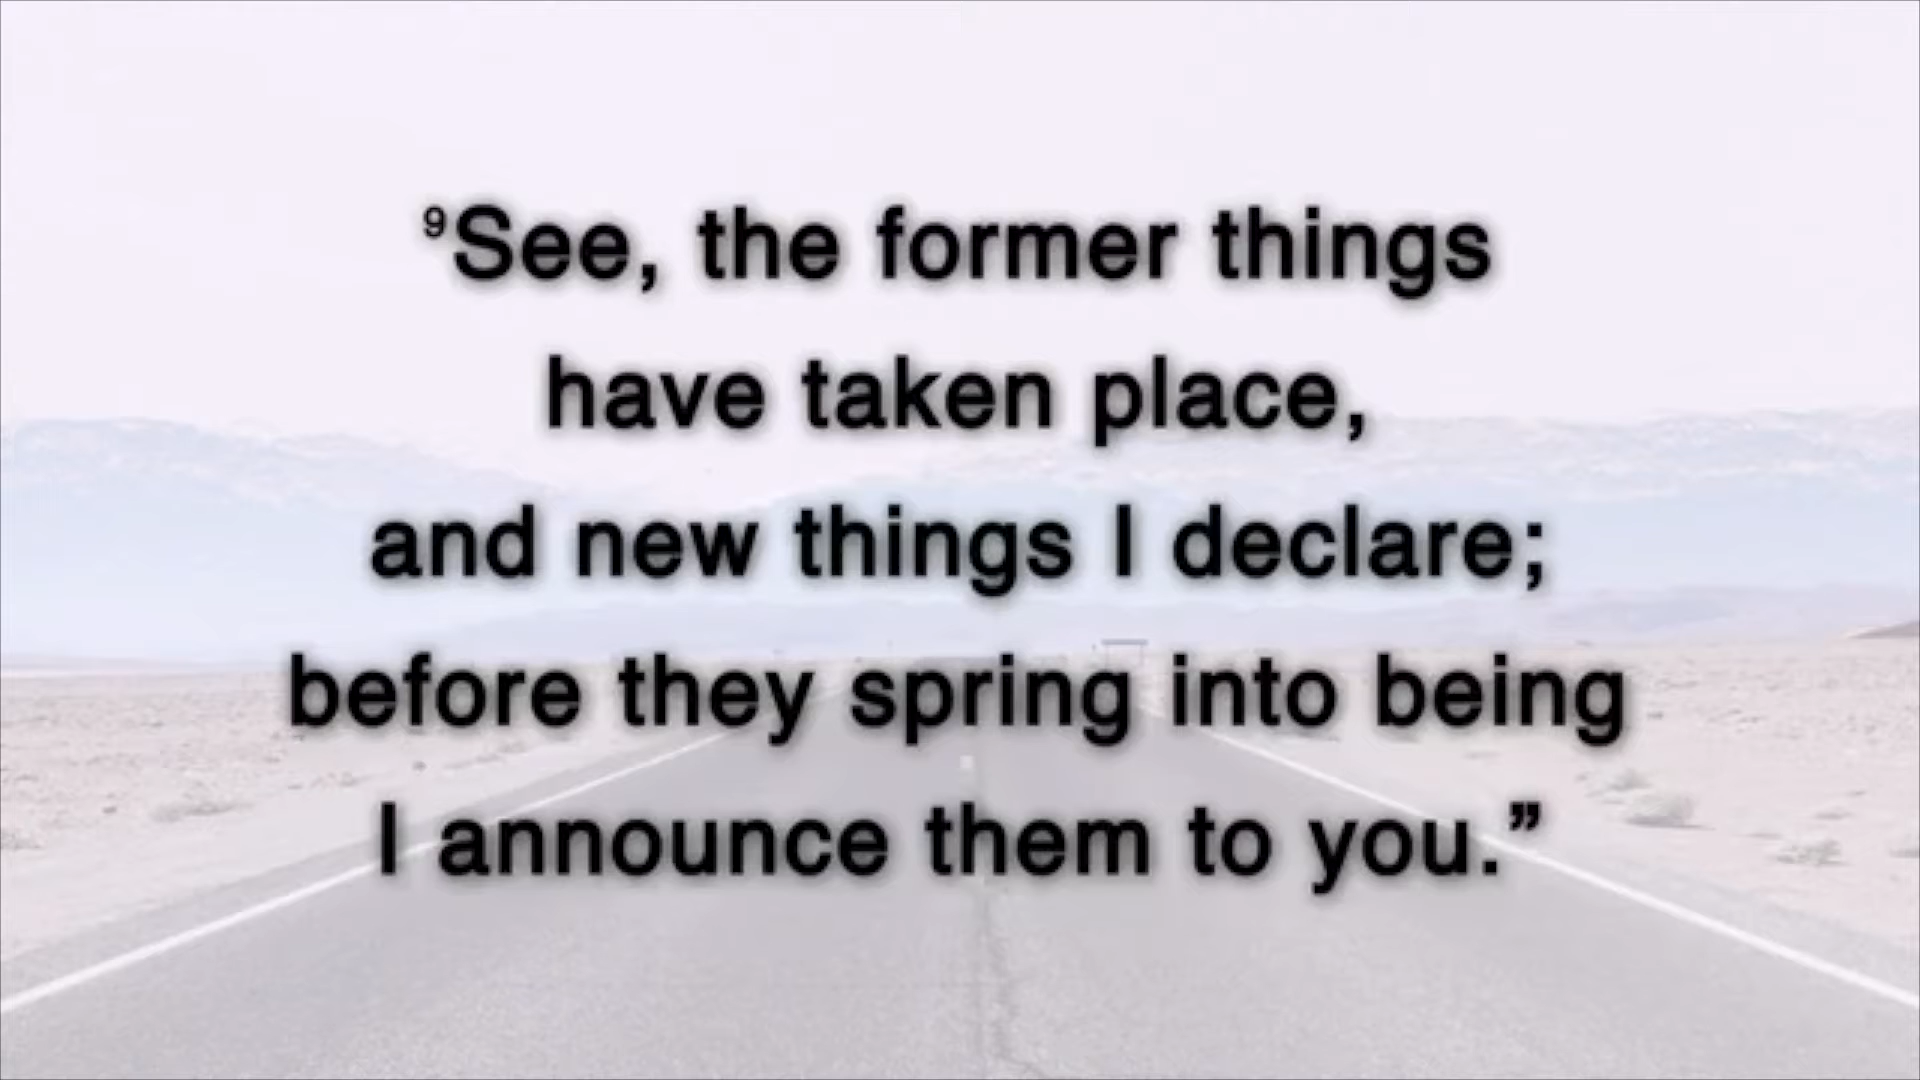 ⁹See, the former things
have taken place,
and new things I declare;
before they spring into being
I announce them to you.”